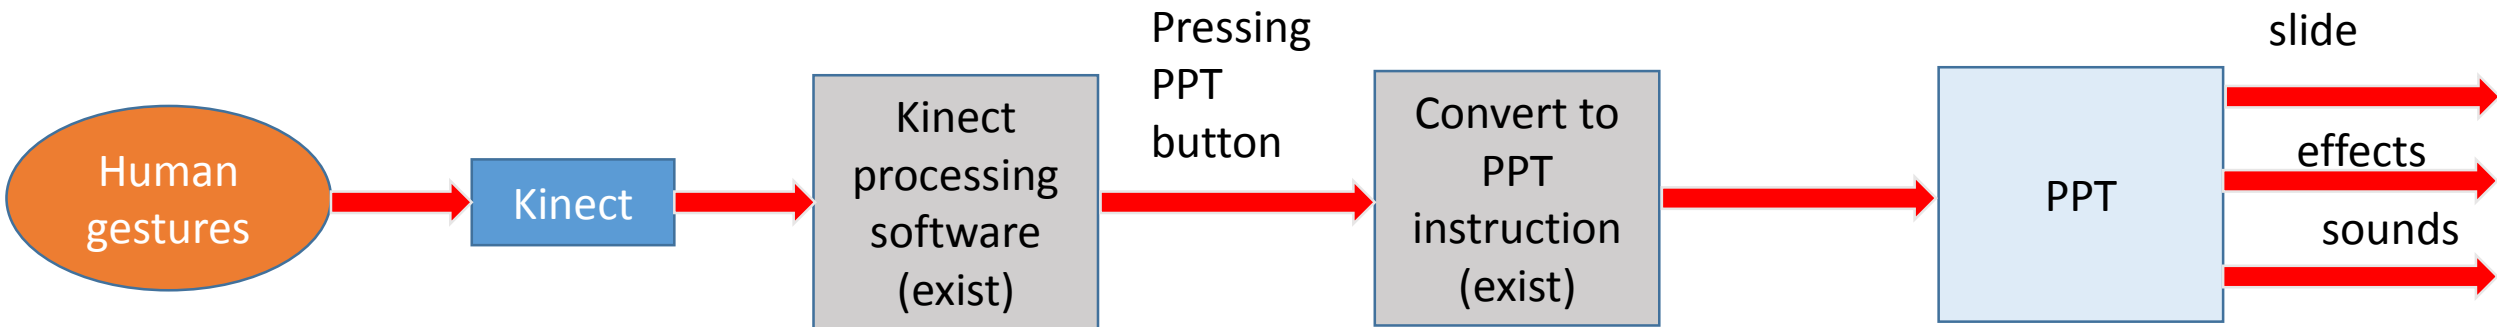 Human
gestures
Kinect
Kinect
processing
software
(exist)
Pressing
PPT
button
Convert to
PPT
instruction
(exist)
PPT
slide
effects
sounds